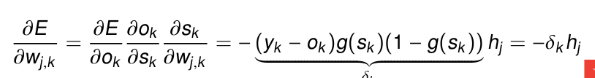 ∂E/∂w_{j,k} = ∂E/∂o_k ∂o_k/∂s_k ∂s_k/∂w_{j,k} = −(y_k − o_k)g(s_k)(1 − g(s_k)) h_j = −δ_k h_j